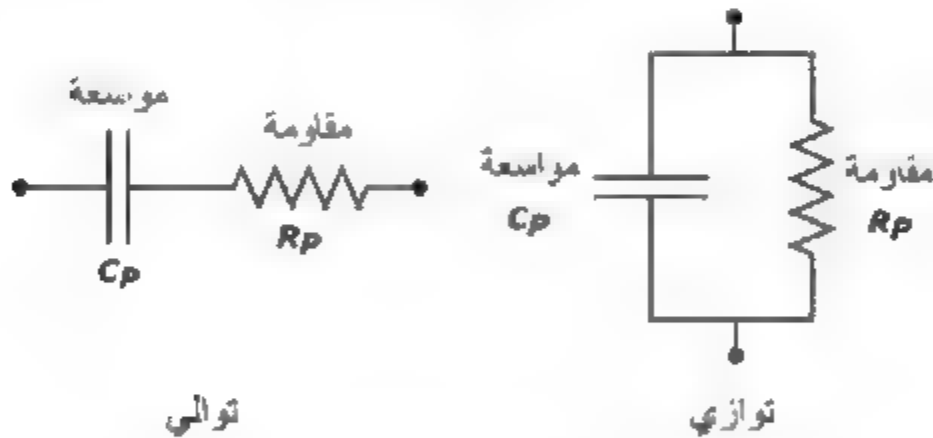 موسعة
مقاومة
Cp
Rp
توالي
مواسعة
Cp
مقاومة
Rp
توازي